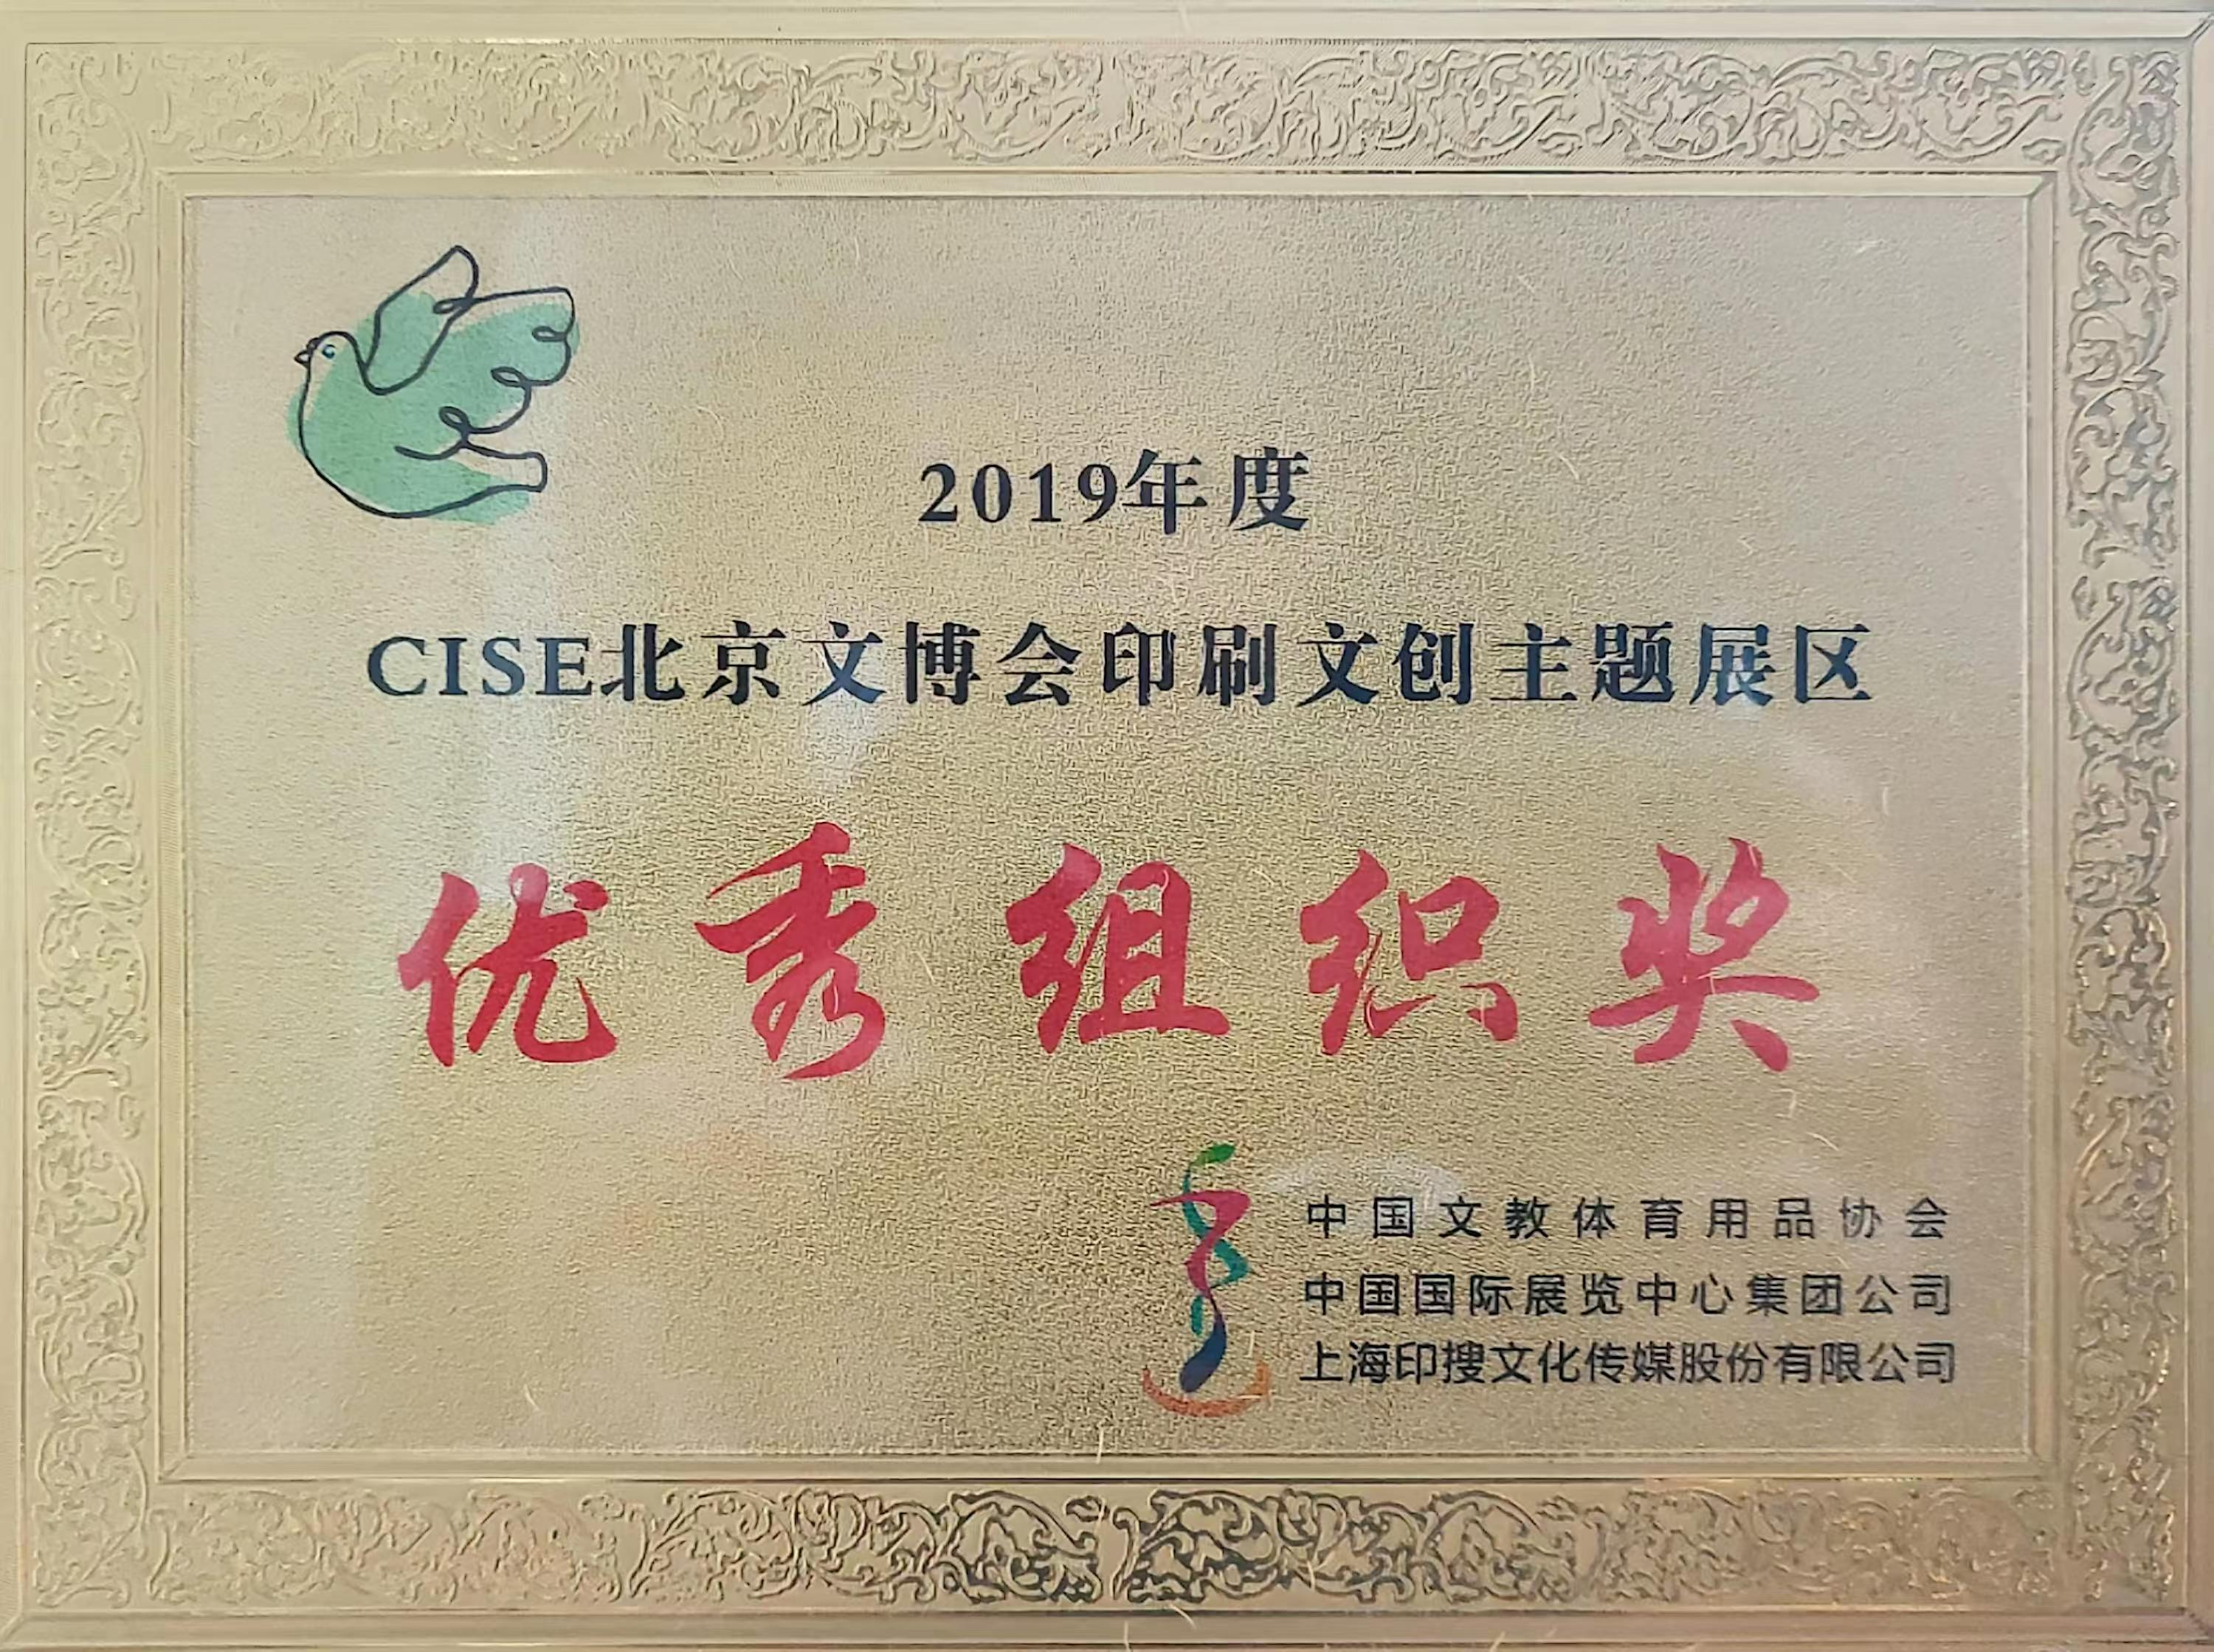 2019年度
CISE北京文博会印刷文创主题展区
优秀组织奖
中国文教体育用品协会
中国国际展览中心集团公司
上海印搜文化传媒股份有限公司